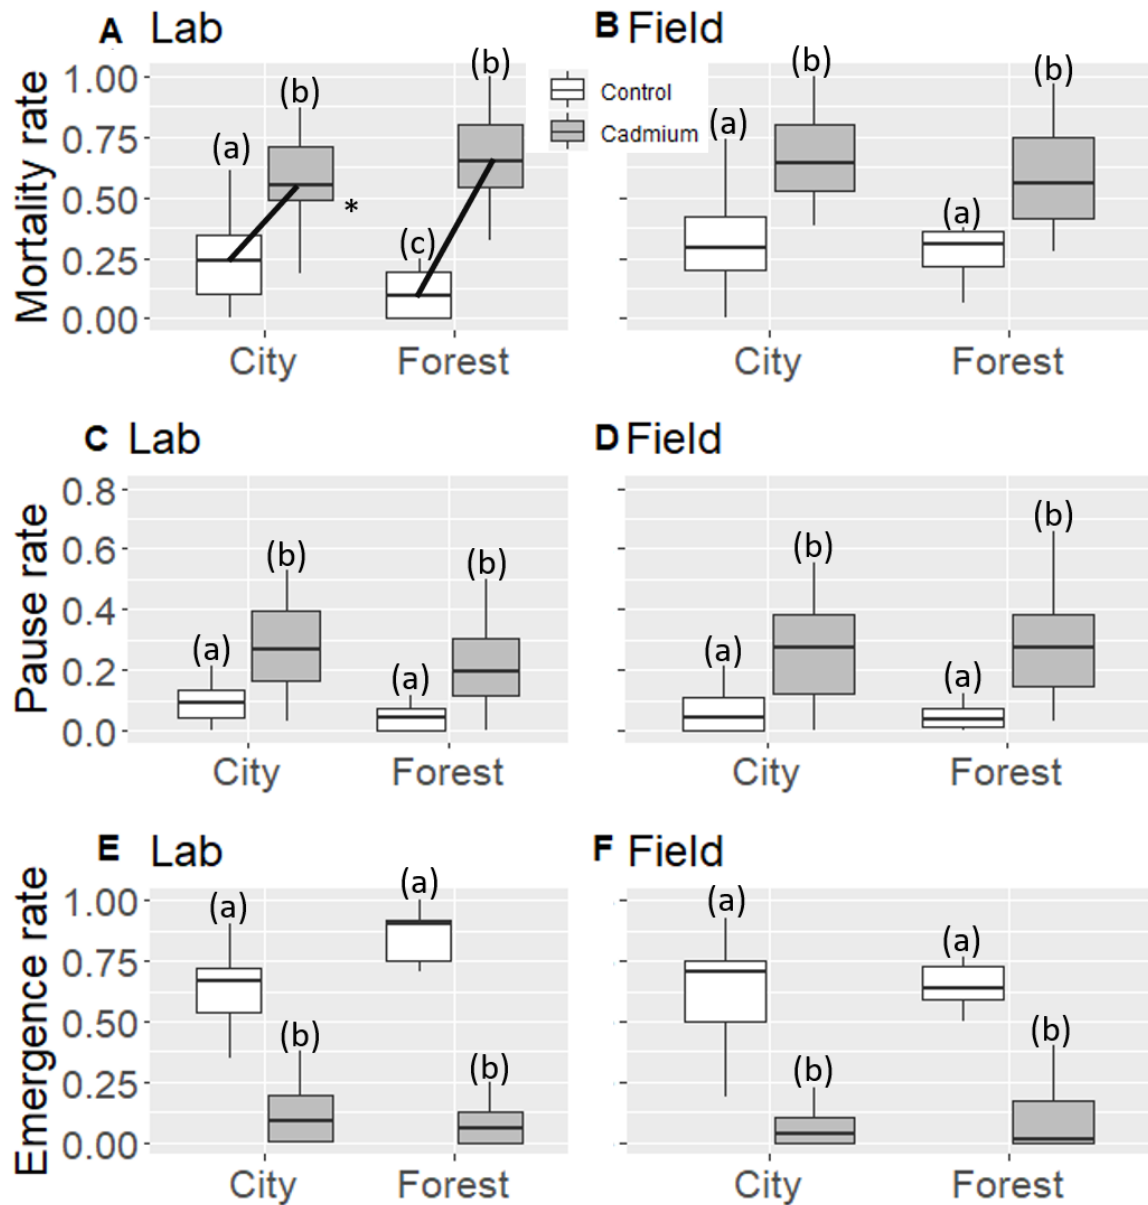 A Lab
B Field
Mortality rate
1.00
0.75
0.50
0.25
0.00
(a)
(b)
*
(c)
(b)
Control
Cadmium
(a)
(b)
(a)
(b)
City
Forest
City
Forest
C Lab
D Field
Pause rate
0.8
0.6
0.4
0.2
0.0
(a)
(b)
(a)
(b)
(a)
(b)
(a)
(b)
City
Forest
City
Forest
E Lab
F Field
Emergence rate
1.00
0.75
0.50
0.25
0.00
(a)
(b)
(a)
(b)
(a)
(b)
(a)
(b)
City
Forest
City
Forest